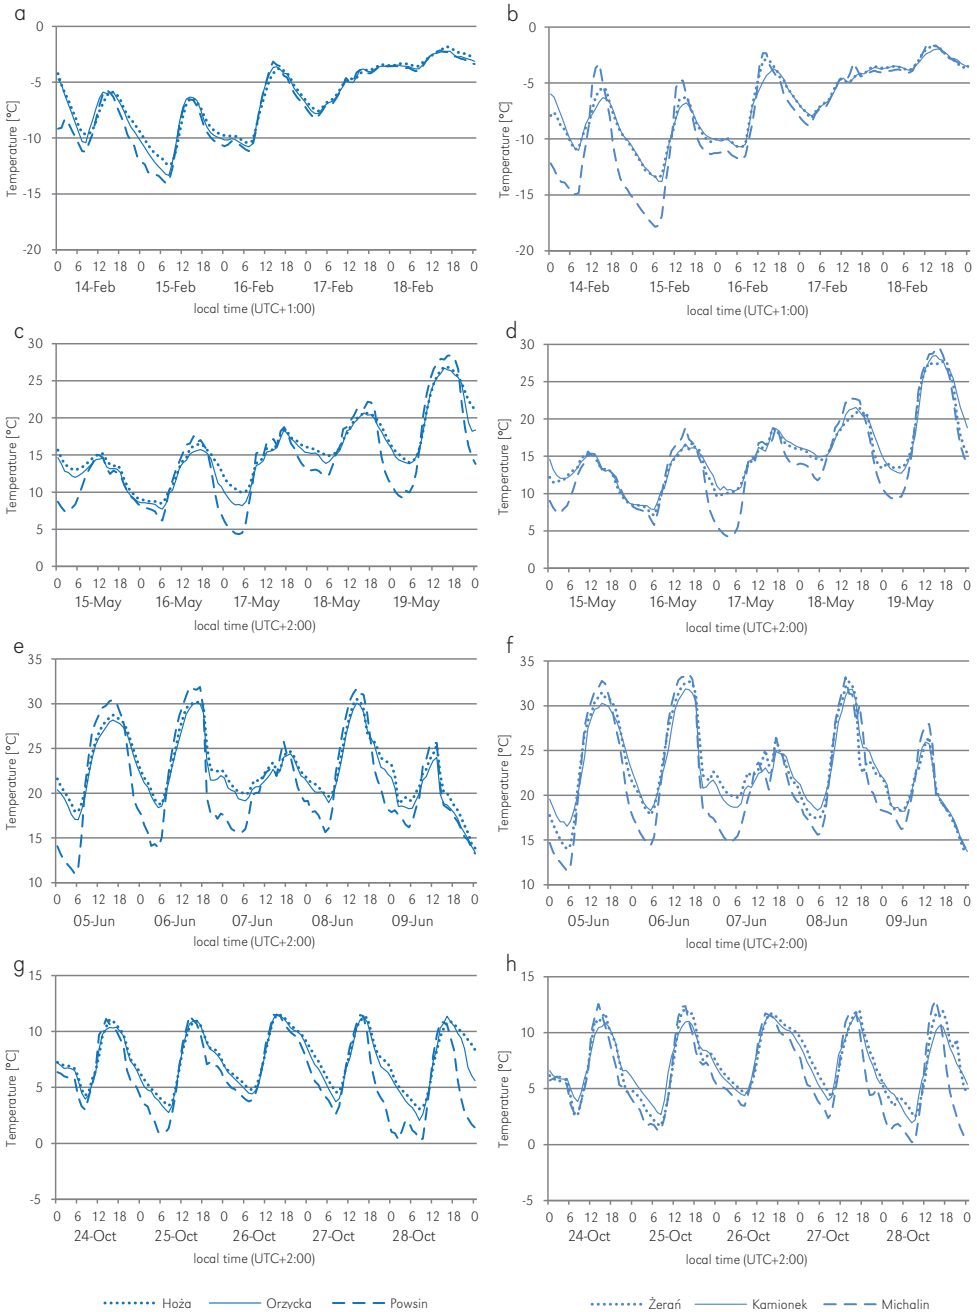 a
b
0
-5
-10
-15
-20
Temperature [°C]
0 6 12 18 0 6 12 18 0 6 12 18 0 6 12 18 0 6 12 18 0
14-Feb 15-Feb 16-Feb 17-Feb 18-Feb
local time (UTC+1:00)
0
-5
-10
-15
-20
Temperature [°C]
0 6 12 18 0 6 12 18 0 6 12 18 0 6 12 18 0 6 12 18 0
14-Feb 15-Feb 16-Feb 17-Feb 18-Feb
local time (UTC+1:00)
c
d
30
25
20
15
10
5
0
Temperature [°C]
0 6 12 18 0 6 12 18 0 6 12 18 0 6 12 18 0 6 12 18 0
15-May 16-May 17-May 18-May 19-May
local time (UTC+2:00)
30
25
20
15
10
5
0
Temperature [°C]
0 6 12 18 0 6 12 18 0 6 12 18 0 6 12 18 0 6 12 18 0
15-May 16-May 17-May 18-May 19-May
local time (UTC+2:00)
e
f
35
30
25
20
15
10
Temperature [°C]
0 6 12 18 0 6 12 18 0 6 12 18 0 6 12 18 0 6 12 18 0
05-Jun 06-Jun 07-Jun 08-Jun 09-Jun
local time (UTC+2:00)
35
30
25
20
15
10
Temperature [°C]
0 6 12 18 0 6 12 18 0 6 12 18 0 6 12 18 0 6 12 18 0
05-Jun 06-Jun 07-Jun 08-Jun 09-Jun
local time (UTC+2:00)
g
h
15
10
5
0
-5
Temperature [°C]
0 6 12 18 0 6 12 18 0 6 12 18 0 6 12 18 0 6 12 18 0
24-Oct 25-Oct 26-Oct 27-Oct 28-Oct
local time (UTC+2:00)
15
10
5
0
-5
Temperature [°C]
0 6 12 18 0 6 12 18 0 6 12 18 0 6 12 18 0 6 12 18 0
24-Oct 25-Oct 26-Oct 27-Oct 28-Oct
local time (UTC+2:00)
Hoża Orzycka Powsin
Żerań Kamionek Michalin